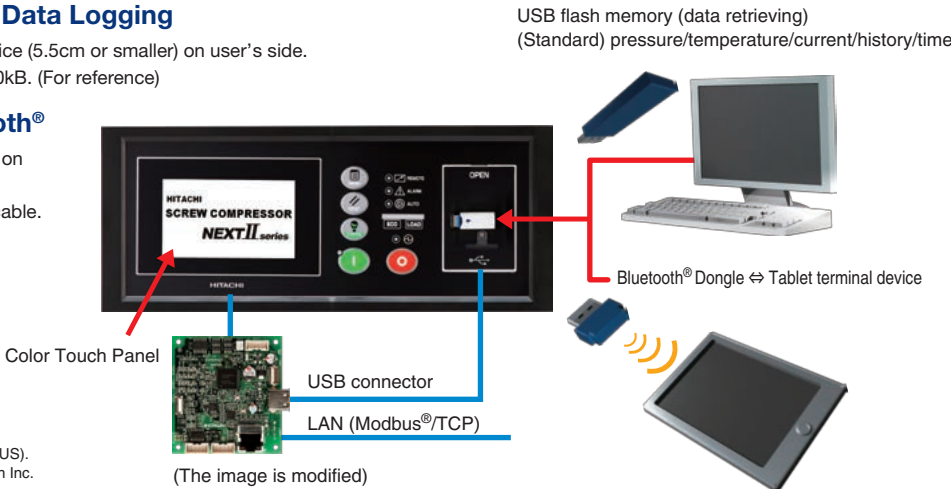 Data Logging
ice (5.5cm or smaller) on user's side.
0kB. (For reference)
oth®
on
cable.
USB flash memory (data retrieving)
(Standard) pressure/temperature/current/history/time
HITACHI
SCREW COMPRESSOR
NEXTII series
REMOTE
ALARM
AUTO
ECO LOAD
OPEN
HITACHI
Bluetooth® Dongle ⇔ Tablet terminal device
Color Touch Panel
USB connector
LAN (Modbus®/TCP)
US).
n Inc.
(The image is modified)